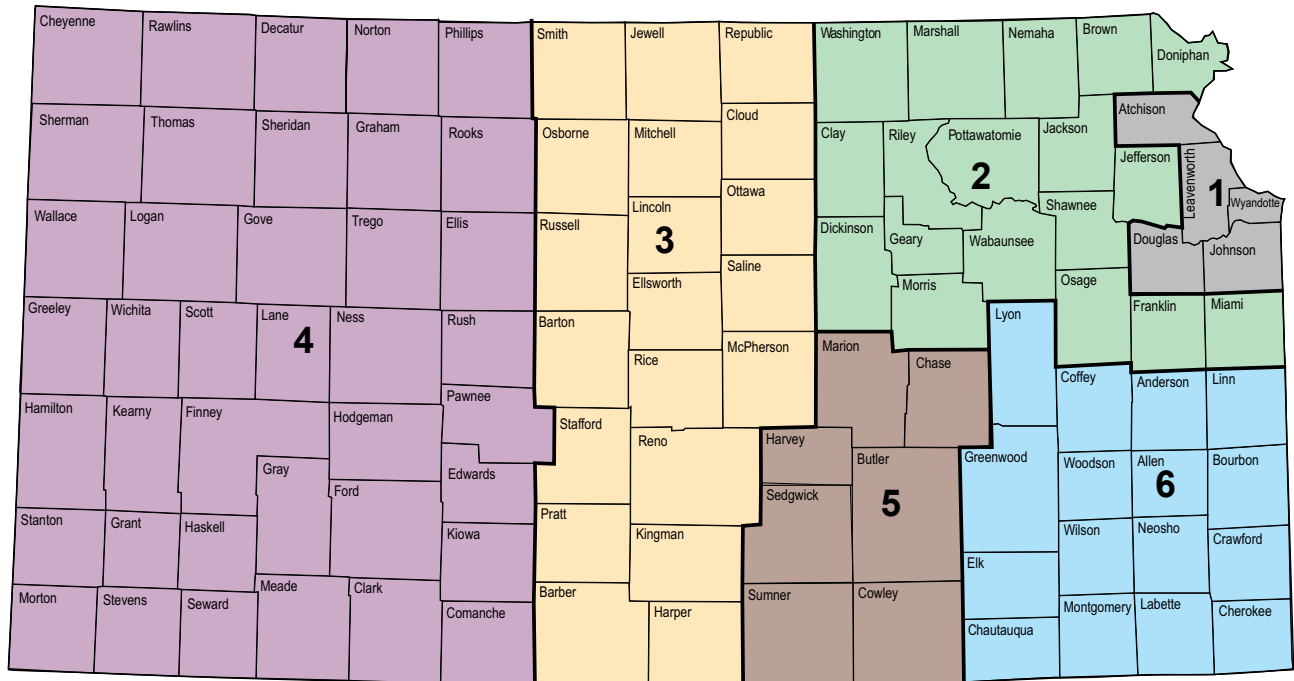 Cheyenne
Rawlins
Decatur
Norton
Phillips
Smith
Jewell
Republic
Washington
Marshall
Nemaha
Brown
Doniphan
Sherman
Thomas
Sheridan
Graham
Rooks
Osborne
Mitchell
Cloud
Clay
Riley
Pottawatomie
Jackson
Atchison
Jefferson
Leavenworth
1
Wyandotte
2
Wallace
Logan
Gove
Trego
Ellis
Russell
Lincoln
3
Ottawa
Dickinson
Geary
Wabaunsee
Shawnee
Douglas
Johnson
Saline
Ellsworth
Morris
Osage
Franklin
Miami
Greeley
Wichita
Scott
Lane
4
Ness
Rush
Barton
Rice
McPherson
Marion
Chase
Lyon
Coffey
Anderson
Linn
Hamilton
Kearny
Finney
Hodgeman
Pawnee
Stafford
Reno
Harvey
Butler
5
Greenwood
Woodson
Allen
6
Bourbon
Gray
Ford
Edwards
Sedgwick
Stanton
Grant
Haskell
Kiowa
Pratt
Kingman
Wilson
Neosho
Crawford
Elk
Morton
Stevens
Seward
Meade
Clark
Comanche
Barber
Harper
Sumner
Cowley
Chautauqua
Montgomery
Labette
Cherokee